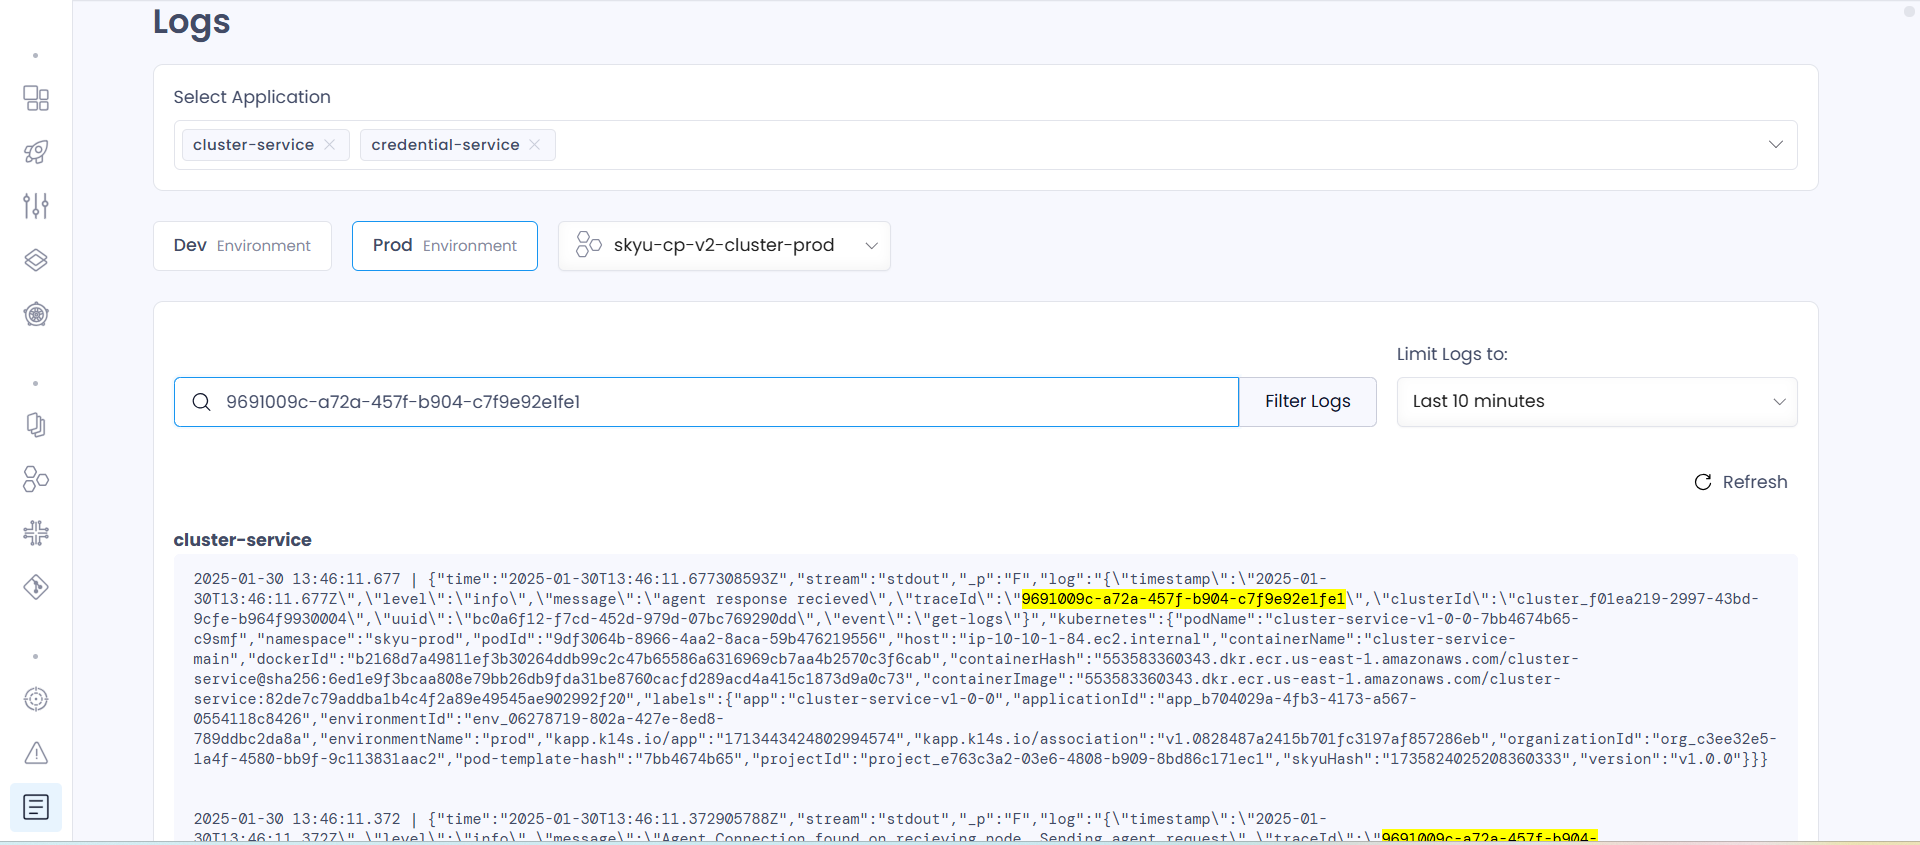 Logs
Select Application
cluster-service
credential-service
Dev Environment
Prod Environment
skyu-cp-v2-cluster-prod
Limit Logs to:
9691009c-a72a-457f-b904-c7f9e92e1fe1
Filter Logs
Last 10 minutes
Refresh
cluster-service
2025-01-30 13:46:11.677 | {"time":"2025-01-30T13:46:11.677308593Z","stream":"stdout","_p":"F","log":"{\"timestamp\":\"2025-01-
30T13:46:11.677Z\",\"level\":\"info\",\"message\":\"agent response recieved\",\"traceId\":\"9691009c-a72a-457f-b904-c7f9e92e1fe1\",\"clusterId\":\"cluster_f01ea219-2997-43bd-
9cfe-b964f9930004\",\"uuid\":\"bc0a6f12-f7cd-452d-979d-07bc769290dd\",\"event\":\"get-logs\"}","kubernetes":{"podName":"cluster-service-v1-0-0-7bb4674b65-
c9smf","namespace":"skyu-prod","podId":"9df3064b-8966-4aa2-8aca-59b476219556","host":"ip-10-10-1-84.ec2.internal","containerName":"cluster-service-
main","dockerId":"b2168d7a49811ef3b30264ddb99c2c47b65586a6316969cb7aa4b2570c3f6cab","containerHash":"553583360343.dkr.ecr.us-east-1.amazonaws.com/cluster-
service@sha256:6ed1e9f3bcaa808e79bb26db9fda31be8760cacfd289acd4a415c1873d9a0c73","containerImage":"553583360343.dkr.ecr.us-east-1.amazonaws.com/cluster-
service:82de7c79addba1b4c4f2a89e49545ae902992f20","labels":{"app":"cluster-service-v1-0-0","applicationId":"app_b704029a-4fb3-4173-a567-
0554118c8426","environmentId":"env_06278719-802a-427e-8ed8-
789ddbc2da8a","environmentName":"prod","kapp.k14s.io/app":"1713443424802994574","kapp.k14s.io/association":"v1.0828487a2415b701fc3197af857286eb","organizationId":"org_c3ee32e5-
1a4f-4580-bb9f-9c113831aac2","pod-template-hash":"7bb4674b65","projectId":"project_e763c3a2-03e6-4808-b909-8bd86c171ec1","skyuHash":"1735824025208360333","version":"v1.0.0"}}}
2025-01-30 13:46:11.372 | {"time":"2025-01-30T13:46:11.372905788Z","stream":"stdout","_p":"F","log":"{\"timestamp\":\"2025-01-
30T13:46:11.372Z\",\"level\":\"info\",\"message\":\"Agent Connection found on recieving node. Sending agent request\",\"traceId\":\"9691009c-a72a-457f-b904-